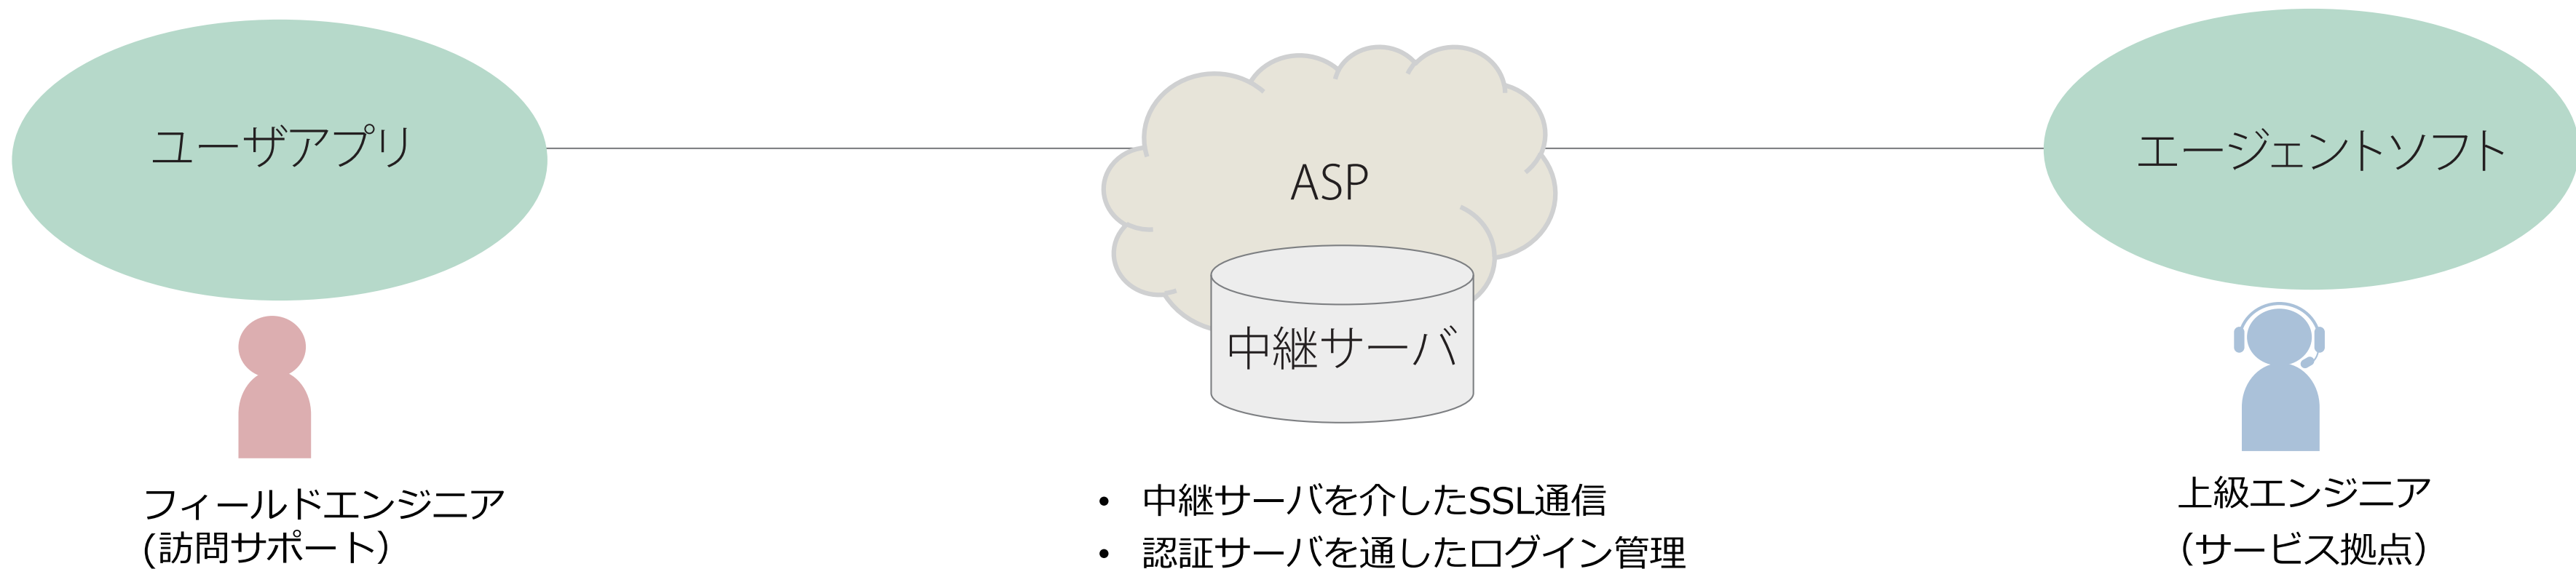 ユーザアプリ
ASP
中継サーバ
エージェントソフト
フィールドエンジニア
(訪問サポート)
• 中継サーバを介したSSL通信
• 認証サーバを通したログイン管理
上級エンジニア
（サービス拠点）